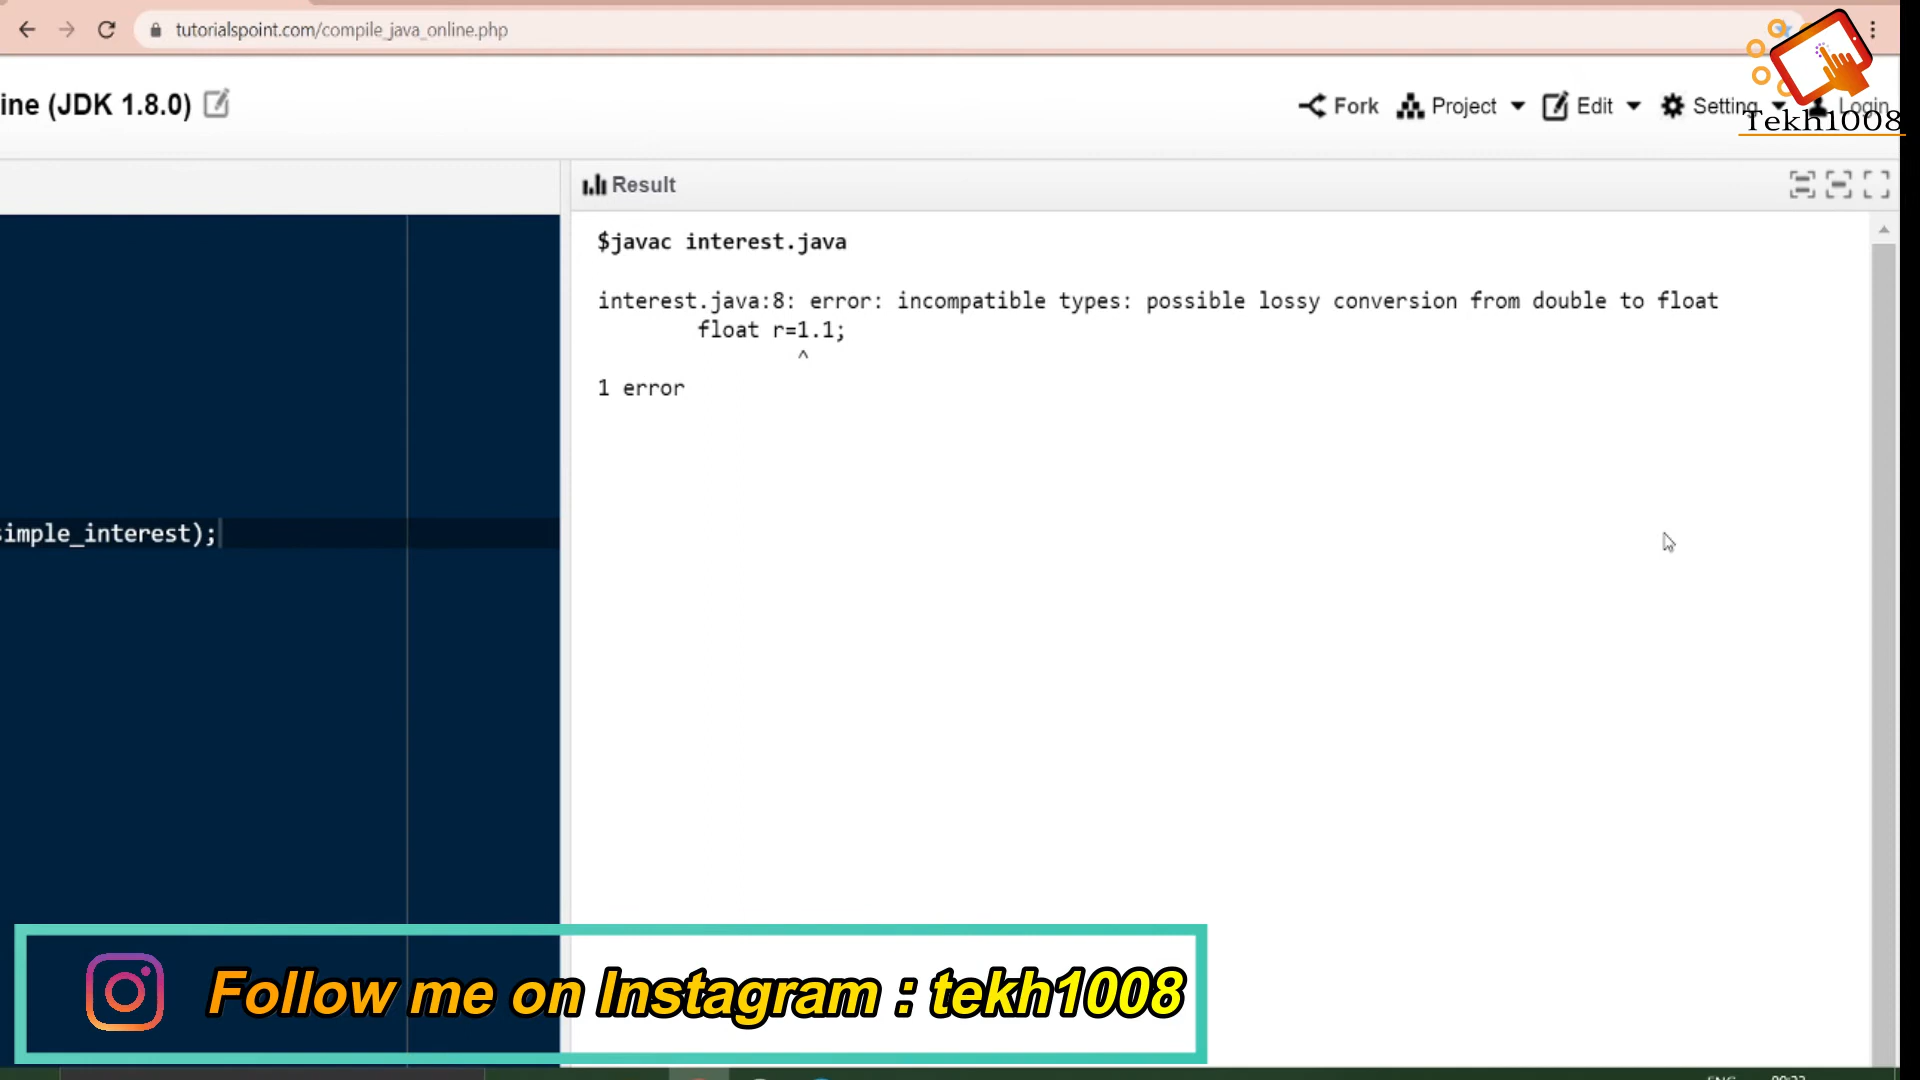 tutorialspoint.com/compile_java_online.php
ine (JDK 1.8.0)
Fork Project Edit Setting Login
Tekh1008
Result
$javac interest.java
interest.java:8: error: incompatible types: possible lossy conversion from double to float
float r=1.1;
^
1 error
simple_interest);
Follow me on Instagram : tekh1008